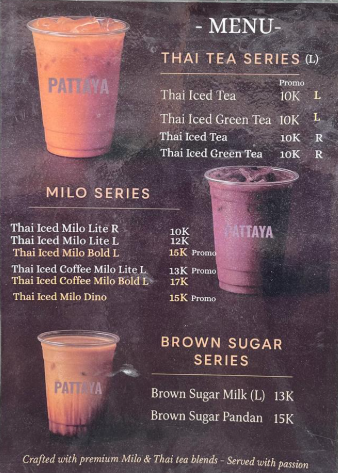 - MENU-
THAI TEA SERIES (L)
Promo
Thai Iced Tea 10K L
Thai Iced Green Tea 10K L
Thai Iced Tea 10K R
Thai Iced Green Tea 10K R
PATTAYA
MILO SERIES
Thai Iced Milo Lite R 10K
Thai Iced Milo Lite L 12K
Thai Iced Milo Bold L 15K Promo
Thai Iced Coffee Milo Lite L 13K Promo
Thai Iced Coffee Milo Bold L 17K
Thai Iced Milo Dino 15K Promo
PATTAYA
BROWN SUGAR
SERIES
Brown Sugar Milk (L) 13K
Brown Sugar Pandan 15K
PATTAYA
Crafted with premium Milo & Thai tea blends - Served with passion